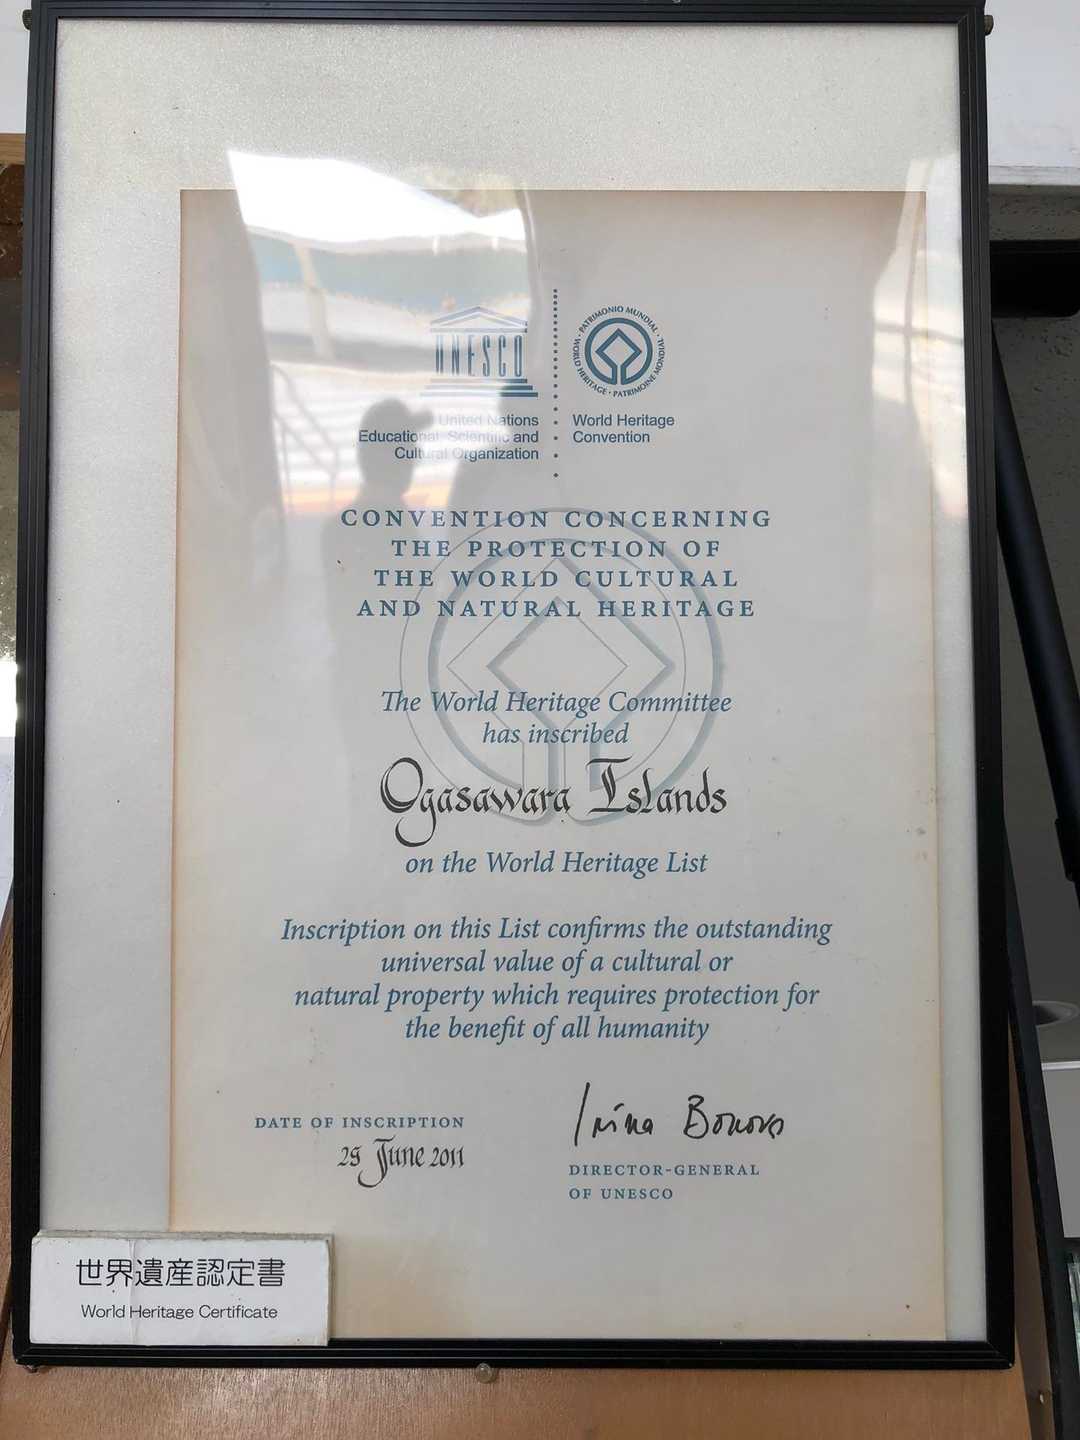 UNESCO
United Nations
Educational, Scientific and
Cultural Organization
WORLD HERITAGE · PATRIMONIO MUNDIAL · PATRIMOINE MONDIAL
World Heritage
Convention
CONVENTION CONCERNING
THE PROTECTION OF
THE WORLD CULTURAL
AND NATURAL HERITAGE
The World Heritage Committee
has inscribed
Ogasawara Islands
on the World Heritage List
Inscription on this List confirms the outstanding
universal value of a cultural or
natural property which requires protection for
the benefit of all humanity
DATE OF INSCRIPTION
29 June 2011
Irina Bokova
DIRECTOR-GENERAL
OF UNESCO
世界遺産認定書
World Heritage Certificate